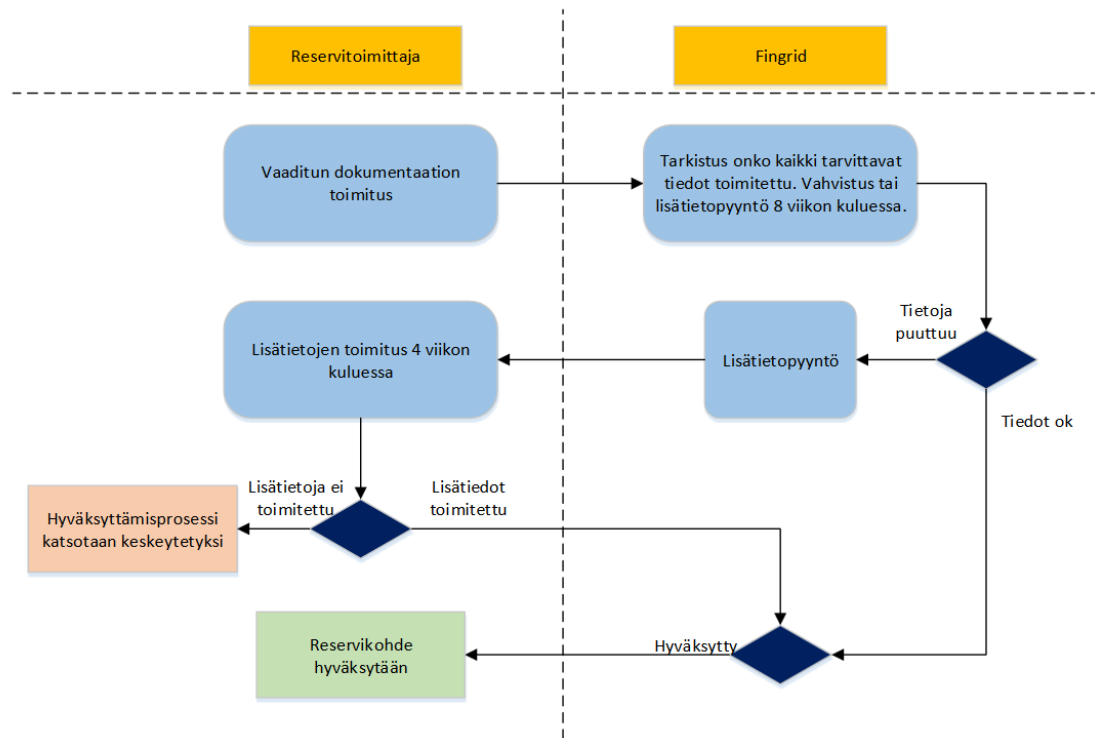 Reservitoimittaja
Fingrid
Vaaditun dokumentaation
toimitus
Tarkistus onko kaikki tarvittavat
tiedot toimitettu. Vahvistus tai
lisätietopyyntö 8 viikon kuluessa.
Tietoja
puuttuu
Lisätietojen toimitus 4 viikon
kuluessa
Lisätietopyyntö
Tiedot ok
Lisätietoja ei
toimitettu
Lisätiedot
toimitettu
Hyväksyttämisprosessi
katsotaan keskeytetyksi
Reservikohde
hyväksytään
Hyväksytty